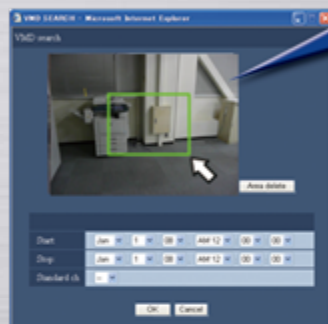 VMD SEARCH - Microsoft Internet Explorer
VMD search
Area delete
Start Jan 1 08 AM 12 00 00
Stop Jan 1 08 AM 12 00 00
Standard ch --
OK Cancel